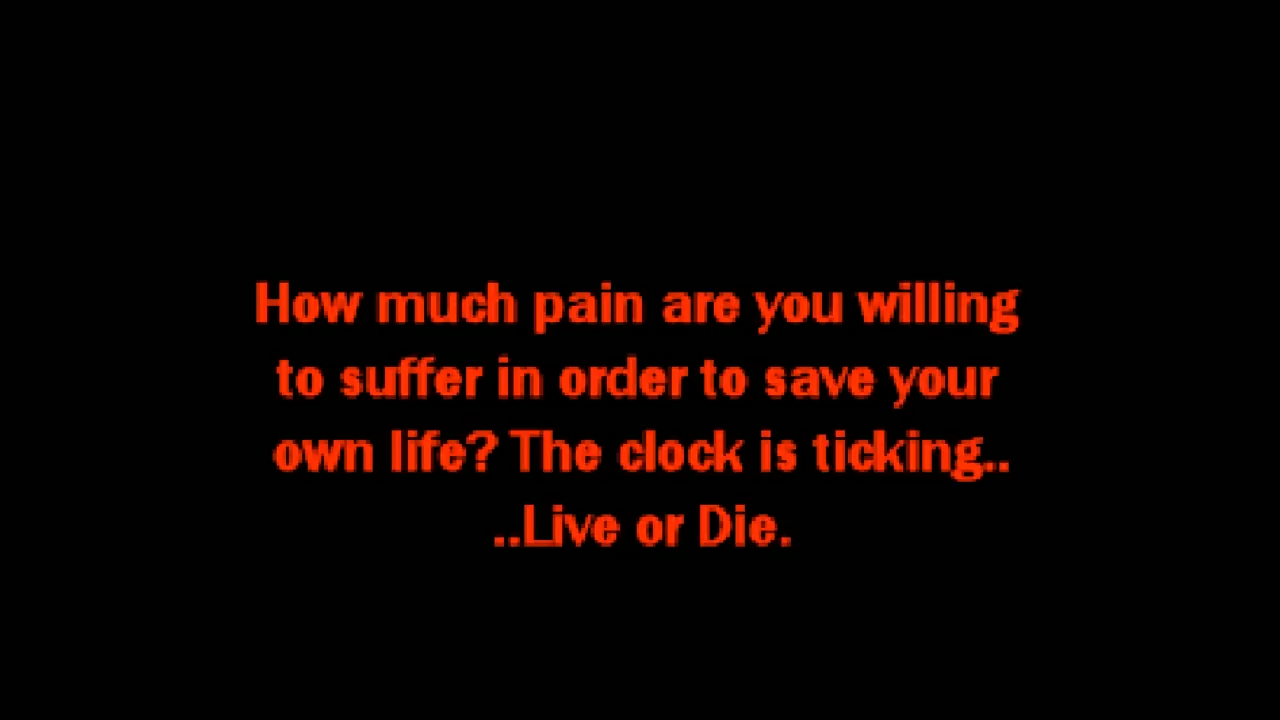 How much pain are you willing
to suffer in order to save your
own life? The clock is ticking..
..Live or Die.